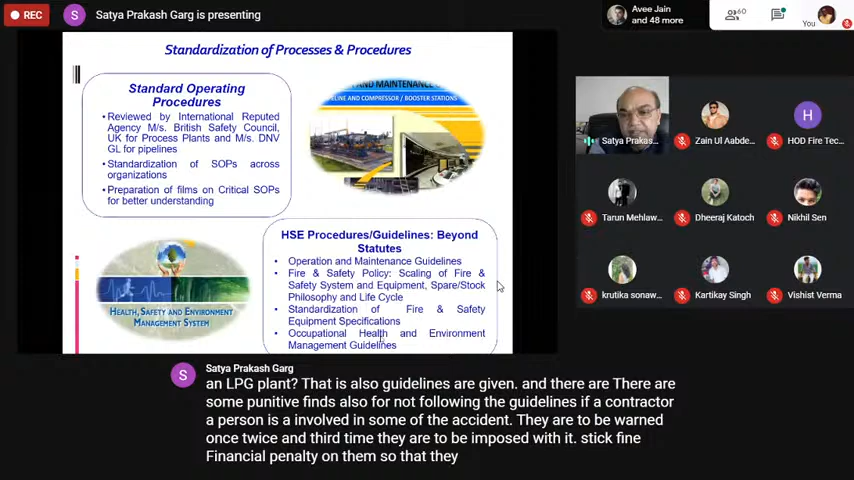 REC
S
Satya Prakash Garg is presenting
Avee Jain
and 48 more
60
You
Standardization of Processes & Procedures
Standard Operating
Procedures
• Reviewed by International Reputed
Agency M/s. British Safety Council,
UK for Process Plants and M/s. DNV
GL for pipelines
• Standardization of SOPs across
organizations
• Preparation of films on Critical SOPs
for better understanding
AND MAINTENANCE
LINE AND COMPRESSOR / BOOSTER STATIONS
HEALTH, SAFETY AND ENVIRONMENT
MANAGEMENT SYSTEM
HSE Procedures/Guidelines: Beyond
Statutes
• Operation and Maintenance Guidelines
• Fire & Safety Policy: Scaling of Fire &
Safety System and Equipment, Spare/Stock
Philosophy and Life Cycle
• Standardization of Fire & Safety
Equipment Specifications
• Occupational Health and Environment
Management Guidelines
Satya Prakas...
Zain Ul Aabde...
H
HOD Fire Tec...
Tarun Mehlaw...
Dheeraj Katoch
Nikhil Sen
krutika sonaw...
Kartikay Singh
Vishist Verma
S
Satya Prakash Garg
an LPG plant? That is also guidelines are given. and there are There are
some punitive finds also for not following the guidelines if a contractor
a person is a involved in some of the accident. They are to be warned
once twice and third time they are to be imposed with it. stick fine
Financial penalty on them so that they